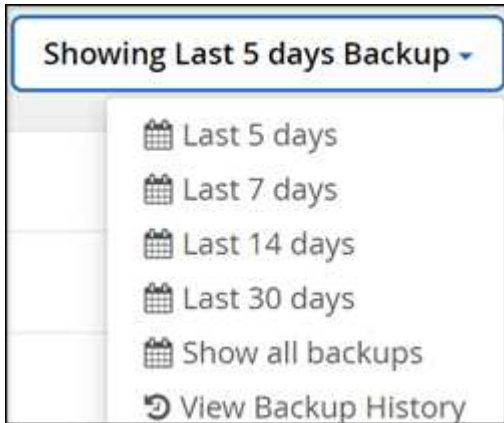 Showing Last 5 days Backup
Last 5 days
Last 7 days
Last 14 days
Last 30 days
Show all backups
View Backup History